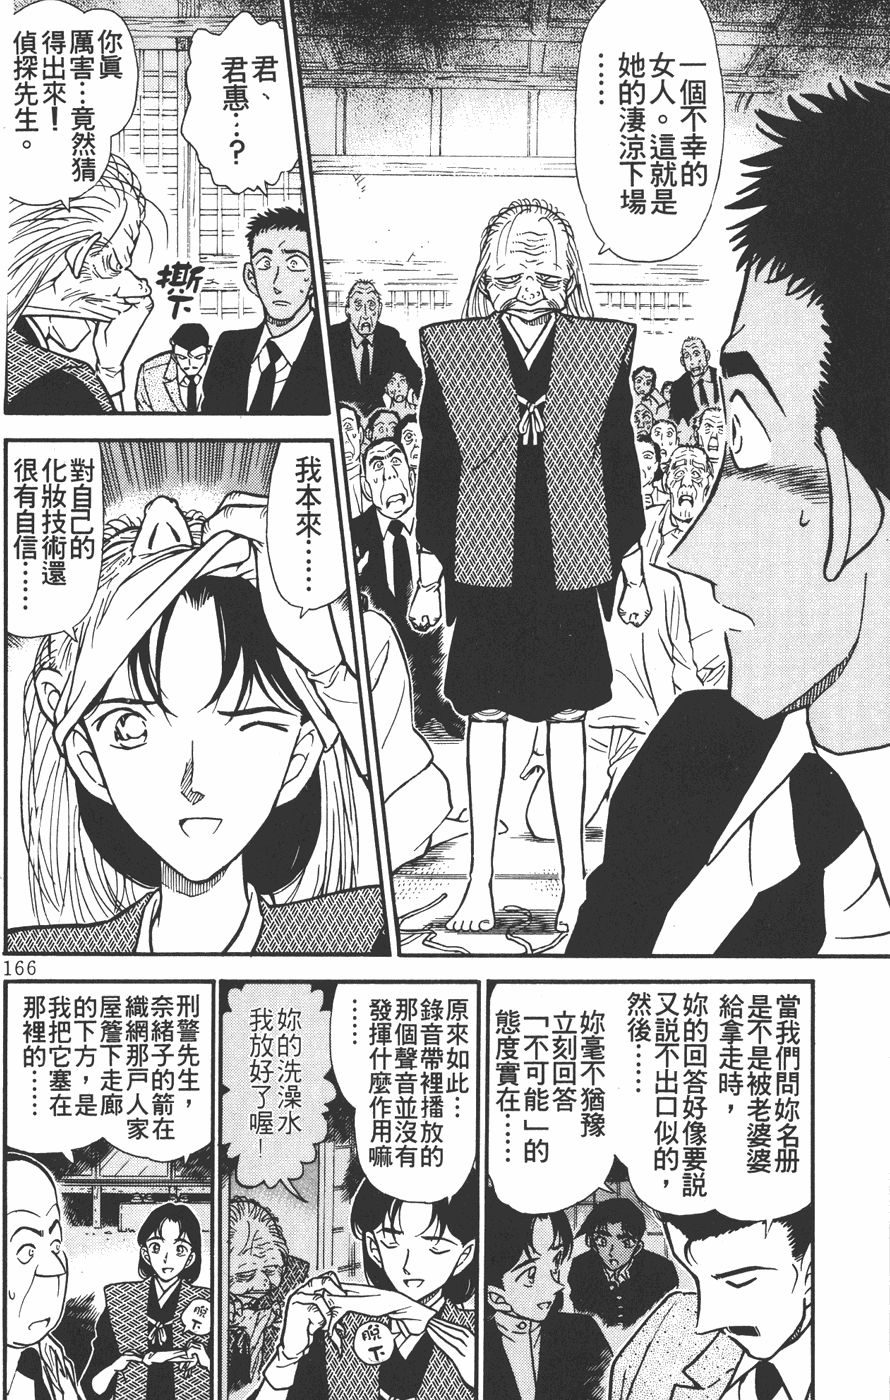 一個不幸的
女人。這就是
她的淒涼下場
……
君、
君惠…？
你眞
厲害…竟然猜
得出來！
偵探先生。
撕下
我本來……
對自己的
化妝技術還
很有自信……
166
當我們問妳名册
是不是被老婆婆
給拿走時，
妳的回答好像要說
又說不出口似的，
然後……
妳毫不猶豫
立刻回答
「不可能」的
態度實在……
原來如此…
錄音帶裡播放的
那個聲音並沒有
發揮什麼作用嘛
……
妳的洗澡水
我放好了喔！
脫下
刑警先生，
奈緒子的箭在
織網那戸人家
屋簷下走廊
的下方，是
我把它塞在
那裡的……
脫下